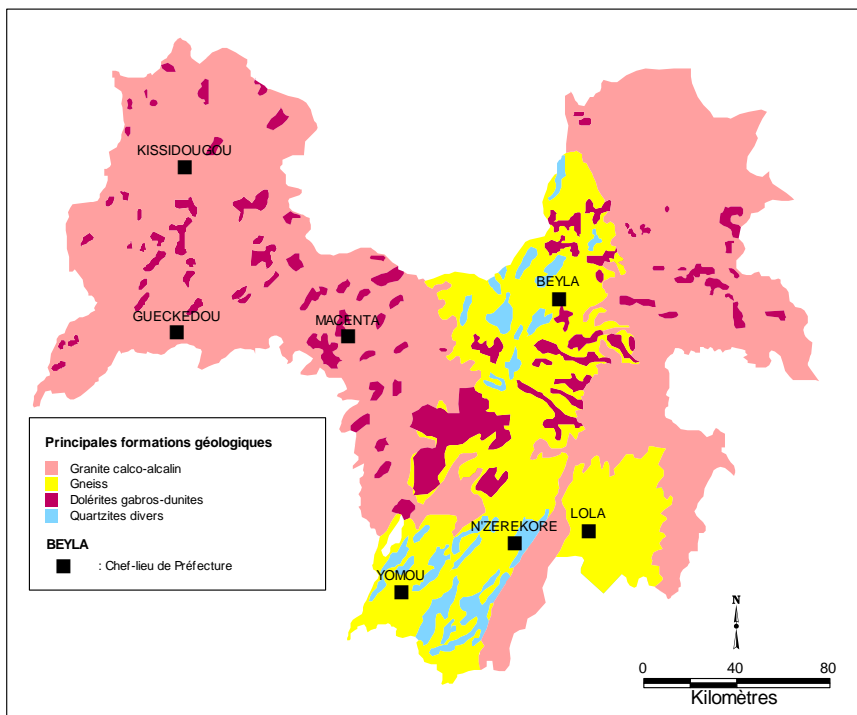 KISSIDOUGOU
BEYLA
GUECKEDOU
MACENTA
Principales formations géologiques
Granite calco-alcalin
Gneiss
Dolérites gabros-dunites
Quartzites divers
BEYLA
: Chef-lieu de Préfecture
N'ZEREKORE
LOLA
YOMOU
N
0 40 80
Kilomètres